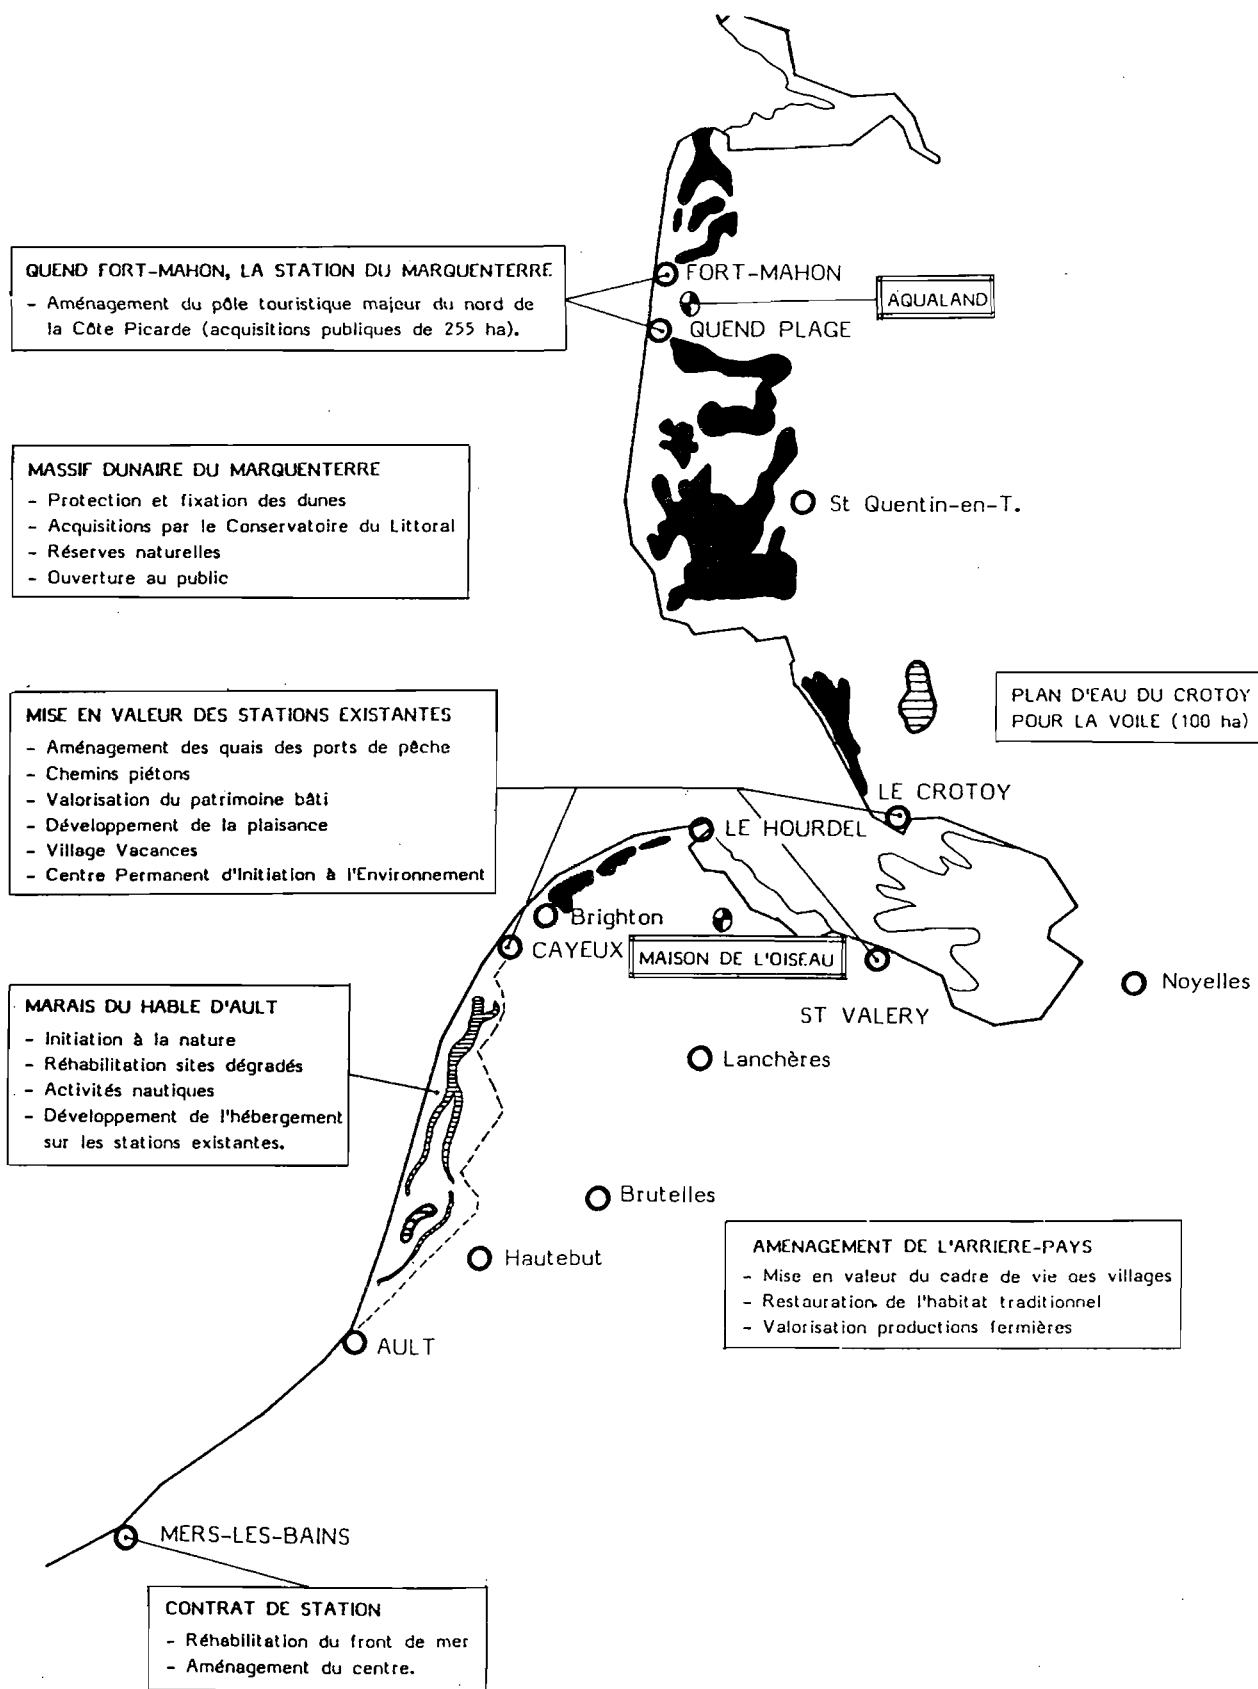 QUEND FORT-MAHON, LA STATION DU MARQUENTERRE
- Aménagement du pôle touristique majeur du nord de
la Côte Picarde (acquisitions publiques de 255 ha).
FORT-MAHON
AQUALAND
QUEND PLAGE
MASSIF DUNAIRE DU MARQUENTERRE
- Protection et fixation des dunes
- Acquisitions par le Conservatoire du Littoral
- Réserves naturelles
- Ouverture au public
St Quentin-en-T.
PLAN D'EAU DU CROTOY
POUR LA VOILE (100 ha)
MISE EN VALEUR DES STATIONS EXISTANTES
- Aménagement des quais des ports de pêche
- Chemins piétons
- Valorisation du patrimoine bâti
- Développement de la plaisance
- Village Vacances
- Centre Permanent d'Initiation à l'Environnement
LE CROTOY
LE HOURDEL
Brighton
CAYEUX
MAISON DE L'OISEAU
Noyelles
ST VALERY
Lanchères
MARAIS DU HABLE D'AULT
- Initiation à la nature
- Réhabilitation sites dégradés
- Activités nautiques
- Développement de l'hébergement
sur les stations existantes.
Brutelles
Hautebut
AMENAGEMENT DE L'ARRIERE-PAYS
- Mise en valeur du cadre de vie des villages
- Restauration de l'habitat traditionnel
- Valorisation productions fermières
AULT
MERS-LES-BAINS
CONTRAT DE STATION
- Réhabilitation du front de mer
- Aménagement du centre.